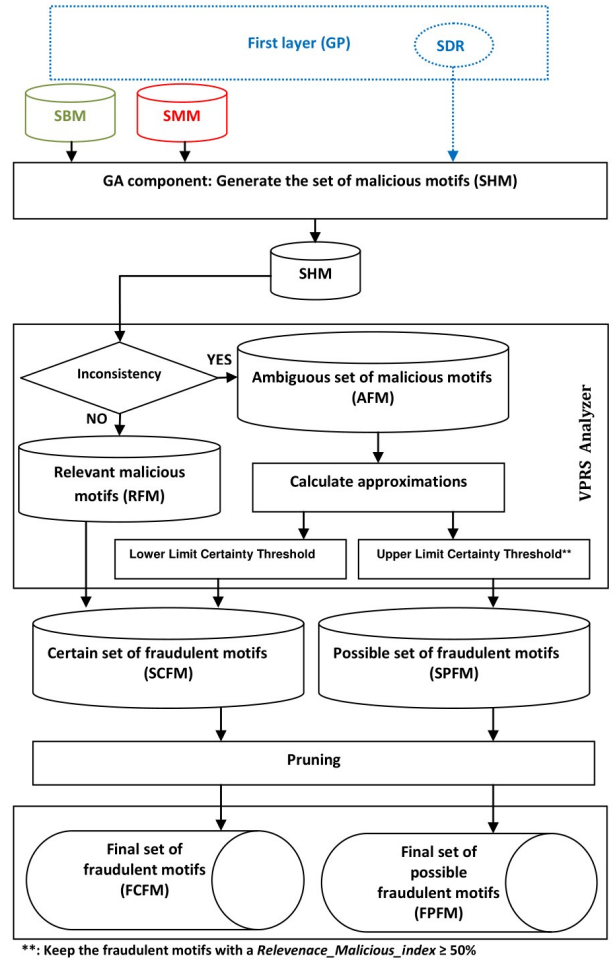 First layer (GP)
SDR
SBM
SMM
GA component: Generate the set of malicious motifs (SHM)
SHM
Inconsistency
YES
NO
Ambiguous set of malicious motifs
(AFM)
VPRS Analyzer
Relevant malicious
motifs (RFM)
Calculate approximations
Lower Limit Certainty Threshold
Upper Limit Certainty Threshold**
Certain set of fraudulent motifs
(SCFM)
Possible set of fraudulent motifs
(SPFM)
Pruning
Final set of
fraudulent motifs
(FCFM)
Final set of
possible
fraudulent motifs
(FPFM)
**: Keep the fraudulent motifs with a Relevenace_Malicious_index ≥ 50%